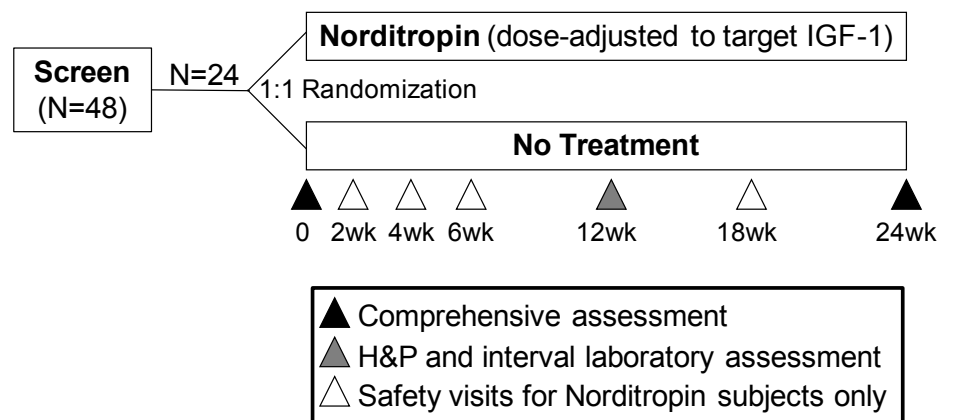 Norditropin (dose-adjusted to target IGF-1)
Screen
(N=48)
N=24
1:1 Randomization
No Treatment
0 2wk 4wk 6wk 12wk 18wk 24wk
Comprehensive assessment
H&P and interval laboratory assessment
Safety visits for Norditropin subjects only